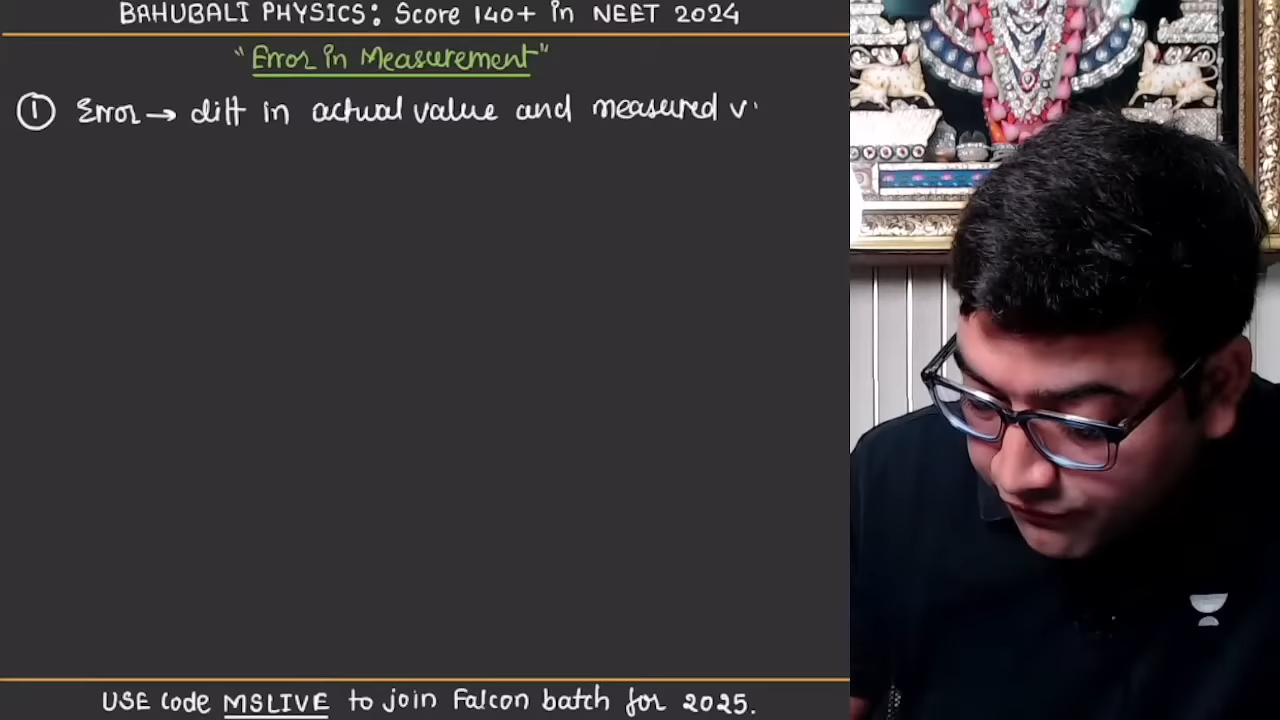 BAHUBALI PHYSICS: Score 140+ in NEET 2024
"Error in Measurement"
① Error → diff in actual value and measured v
USE Code MSLIVE to join Falcon batch for 2025.